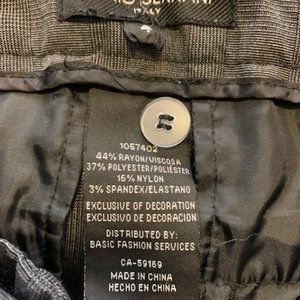 ITALY
1057402
44% RAYON/VISCOSA
37% POLYESTER/POLIÉSTER
16% NYLON
3% SPANDEX/ELASTANO
EXCLUSIVE OF DECORATION
EXCLUSIVO DE DECORACION
DISTRIBUTED BY:
BASIC FASHION SERVICES
CA-59169
MADE IN CHINA
HECHO EN CHINA